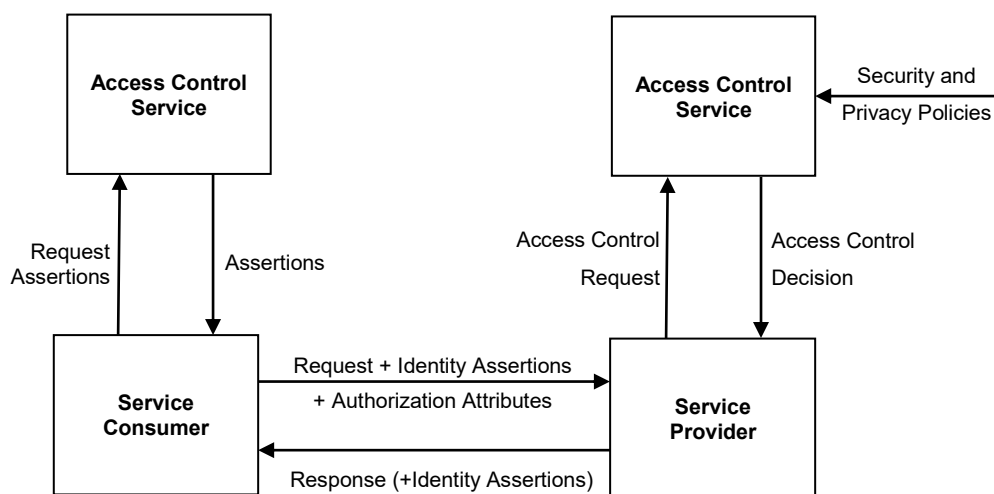 Access Control
Service
Access Control
Service
Security and
Privacy Policies
Request
Assertions
Assertions
Access Control
Request
Access Control
Decision
Service
Consumer
Request + Identity Assertions
+ Authorization Attributes
Response (+Identity Assertions)
Service
Provider